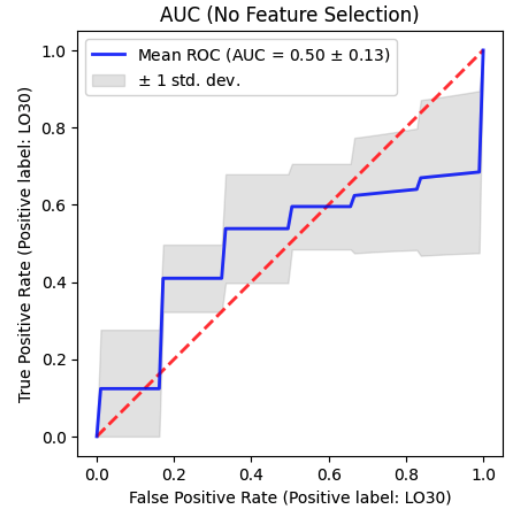 AUC (No Feature Selection)
Mean ROC (AUC = 0.50 ± 0.13)
± 1 std. dev.
True Positive Rate (Positive label: LO30)
1.0
0.8
0.6
0.4
0.2
0.0
0.0 0.2 0.4 0.6 0.8 1.0
False Positive Rate (Positive label: LO30)